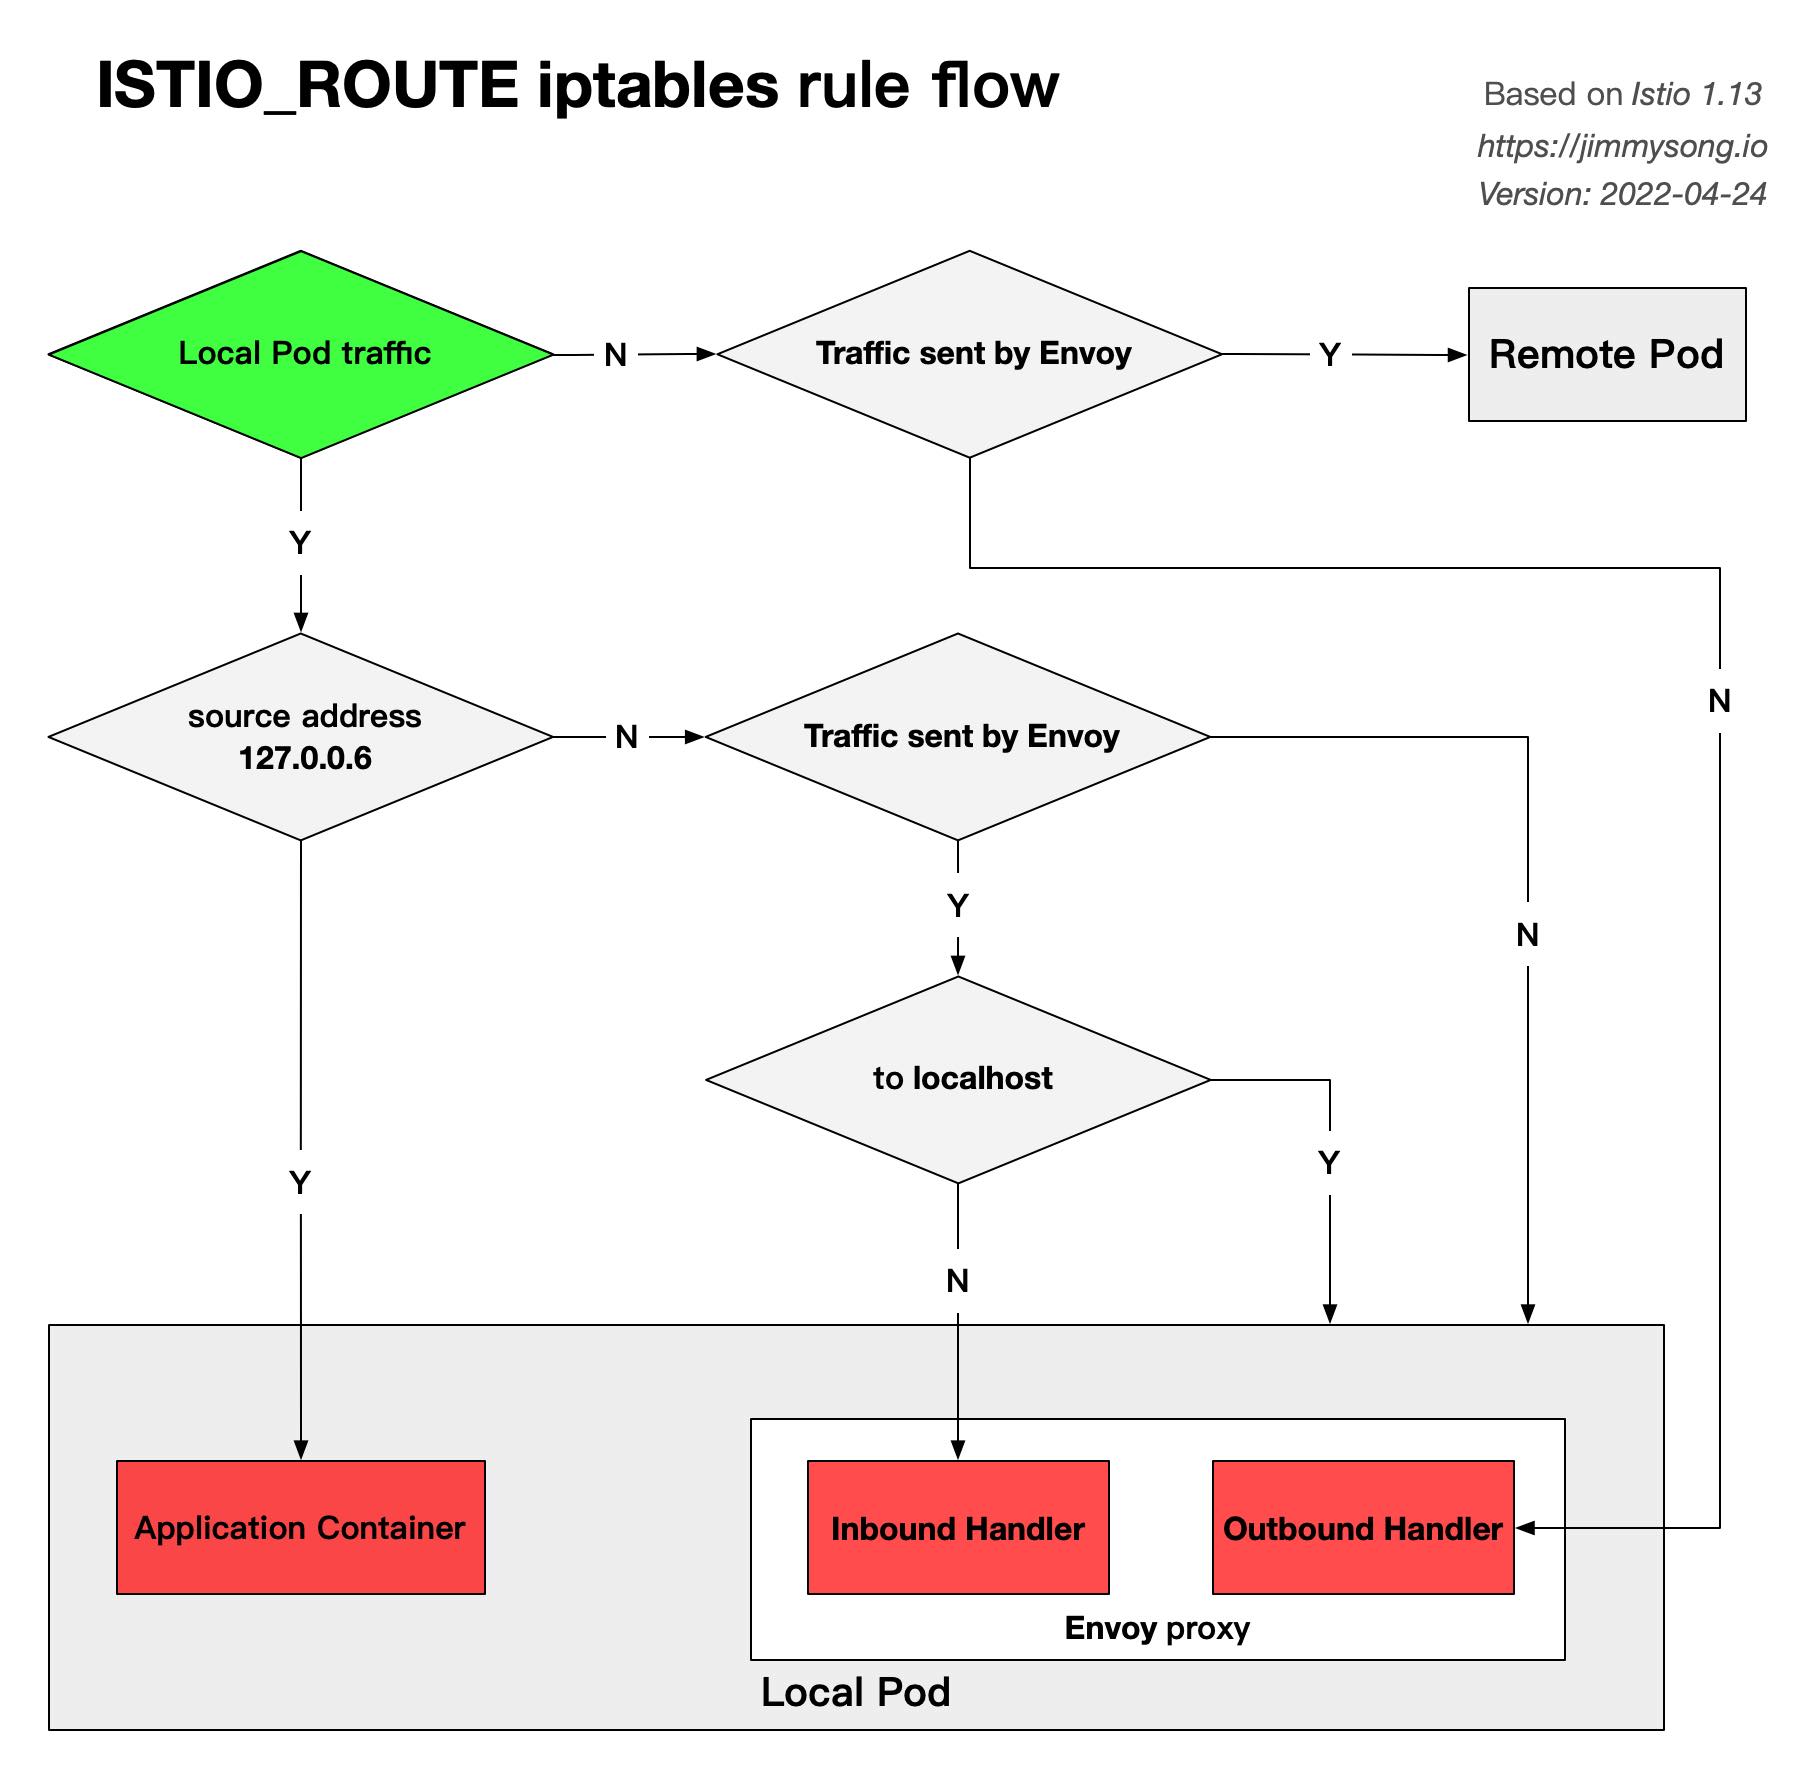 ISTIO_ROUTE iptables rule flow
Based on Istio 1.13
https://jimmysong.io
Version: 2022-04-24
Local Pod traffic
N
Traffic sent by Envoy
Y
Remote Pod
Y
N
source address
127.0.0.6
N
Traffic sent by Envoy
Y
N
to localhost
Y
Y
N
Application Container
Inbound Handler
Outbound Handler
Envoy proxy
Local Pod